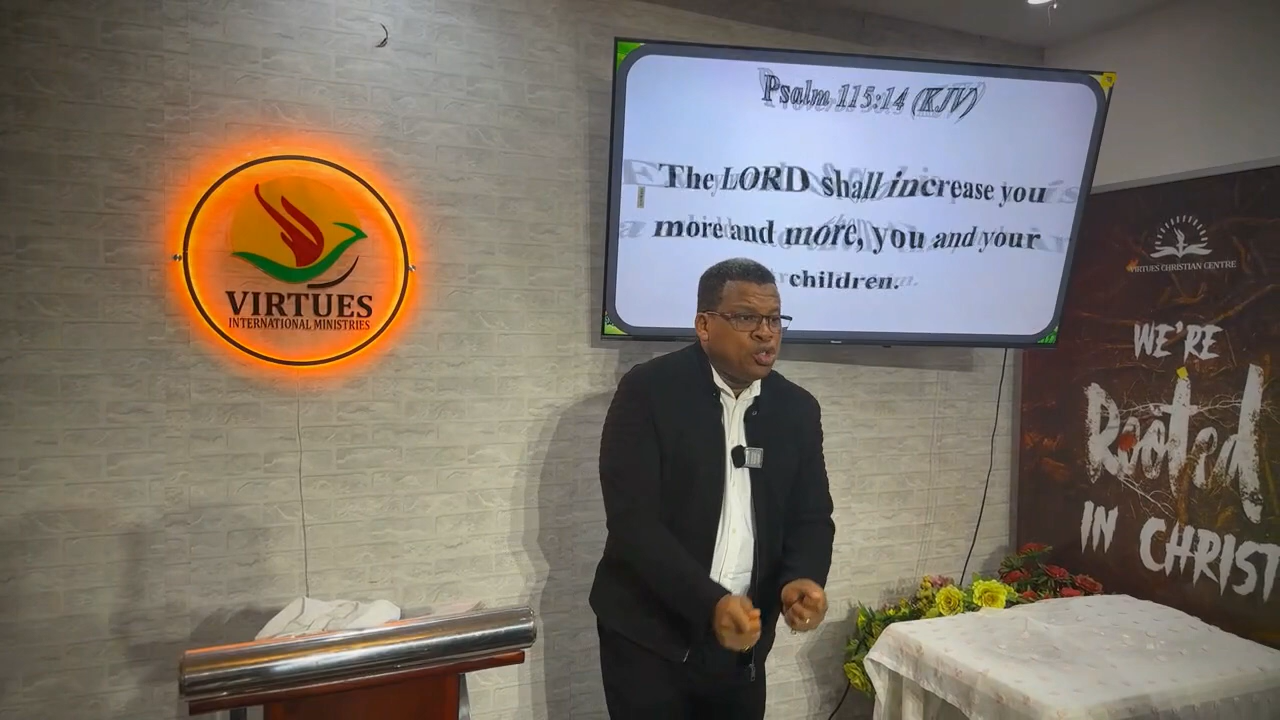 Psalm 115:14 (KJV)
The LORD shall increase you
more and more, you and your
children.
VIRTUES
INTERNATIONAL MINISTRIES
VIRTUES CHRISTIAN CENTRE
WE'RE
Rooted
IN CHRIST